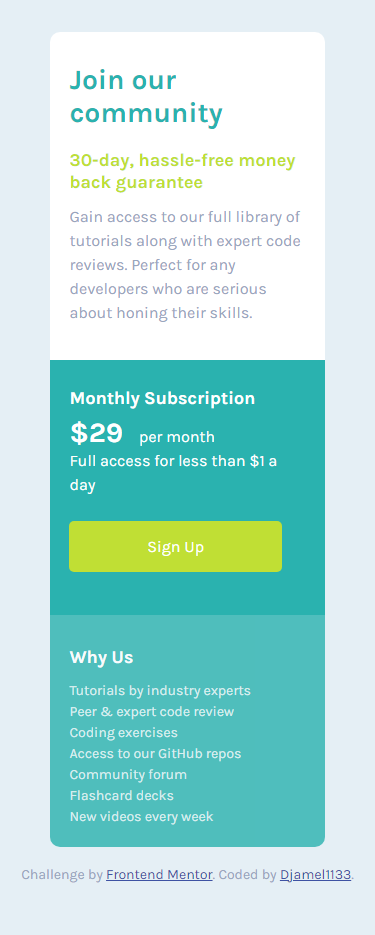 Join our
community
30-day, hassle-free money
back guarantee
Gain access to our full library of
tutorials along with expert code
reviews. Perfect for any
developers who are serious
about honing their skills.
Monthly Subscription
$29 per month
Full access for less than $1 a
day
Sign Up
Why Us
Tutorials by industry experts
Peer & expert code review
Coding exercises
Access to our GitHub repos
Community forum
Flashcard decks
New videos every week
Challenge by Frontend Mentor. Coded by Djamel1133.